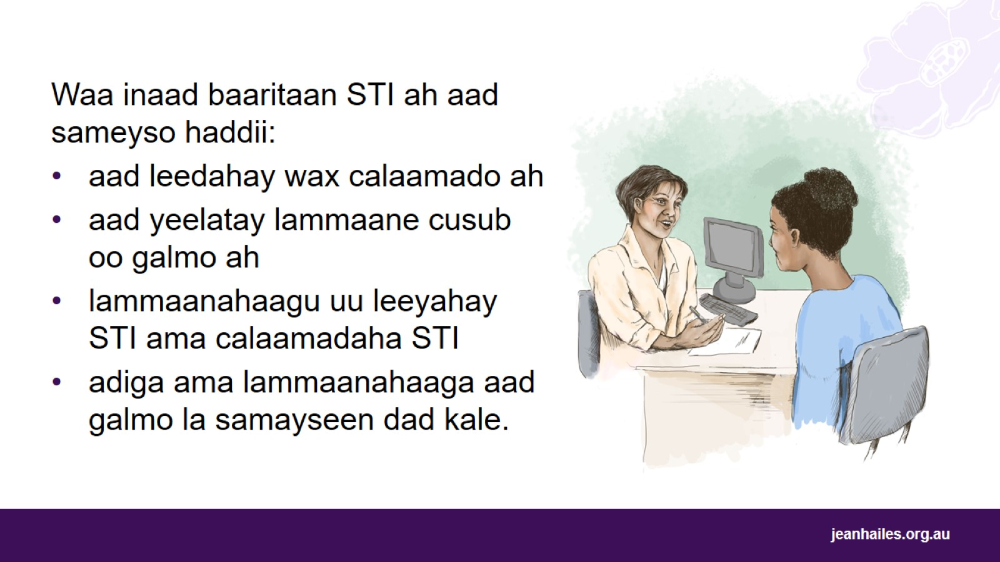 Waa inaad baaritaan STI ah aad
sameyso haddii:
• aad leedahay wax calaamado ah
• aad yeelatay lammaane cusub
oo galmo ah
• lammaanahaagu uu leeyahay
STI ama calaamadaha STI
• adiga ama lammaanahaaga aad
galmo la samayseen dad kale.
jeanhailes.org.au